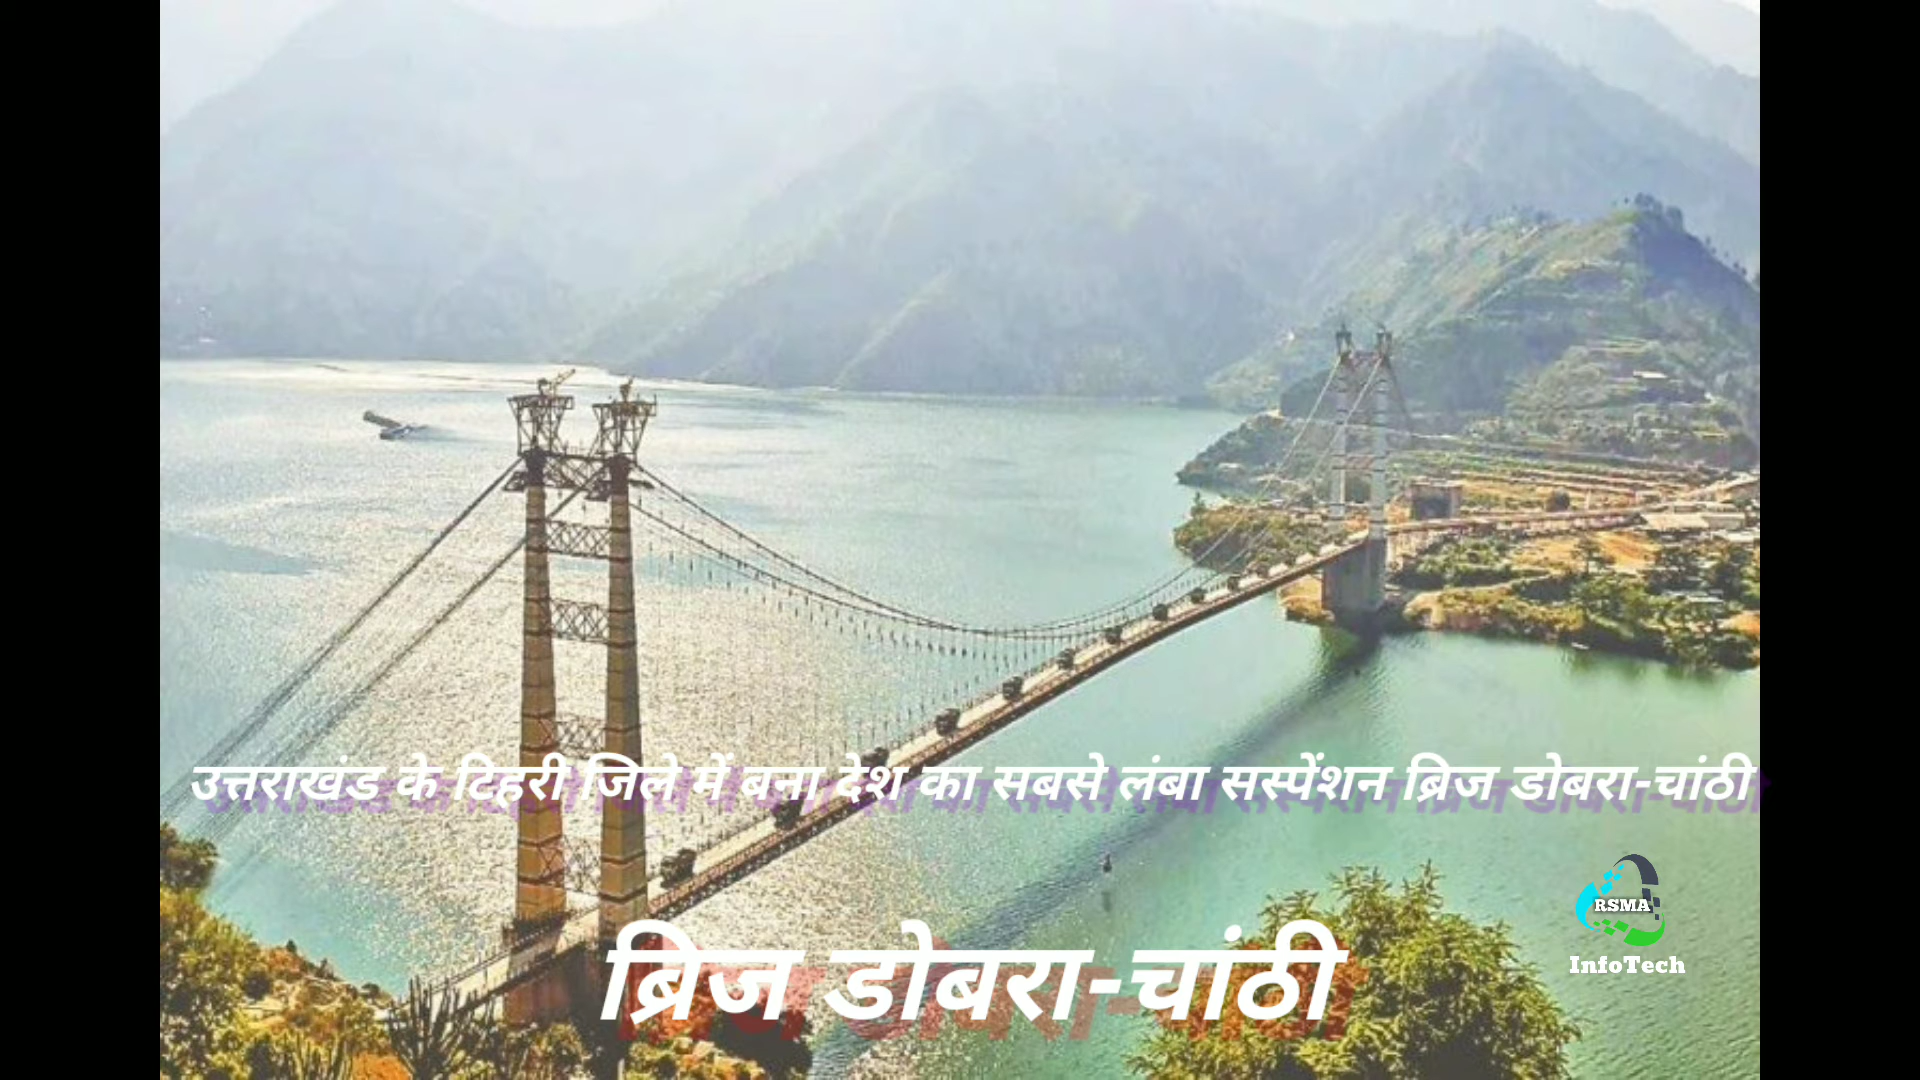 उत्तराखंड के टिहरी जिले में बना देश का सबसे लंबा सस्पेंशन ब्रिज डोबरा-चांठी
RSMA
InfoTech
ब्रिज डोबरा-चांठी